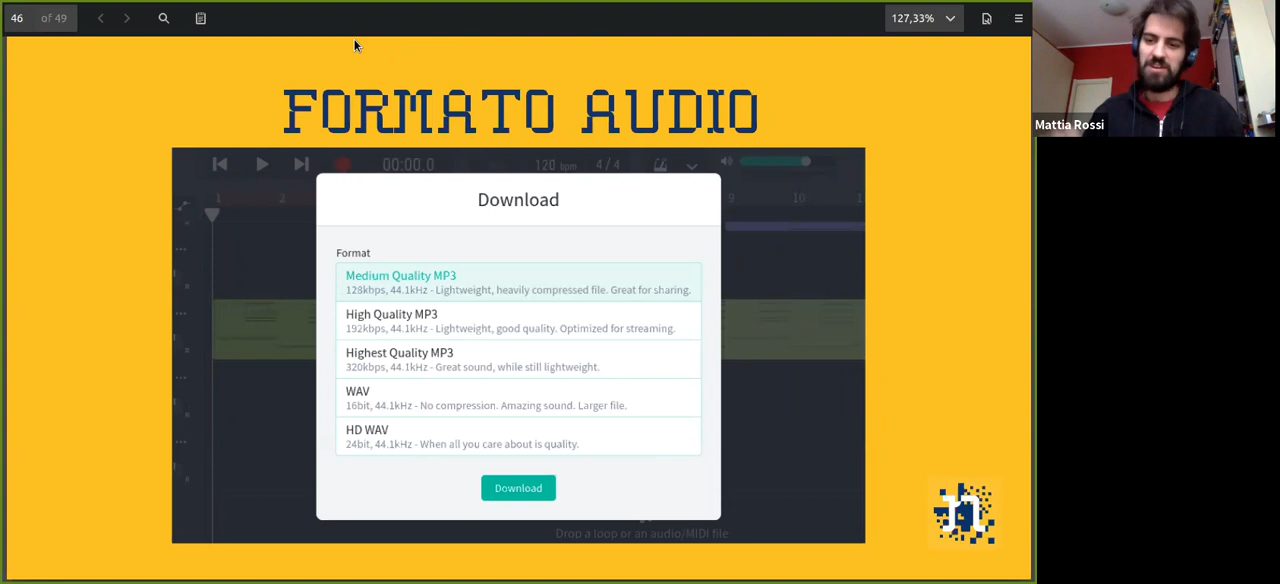 46 of 49
127,33%
Mattia Rossi
FORMATO AUDIO
00:00.0 120 bpm 4/4
1 2 9 10
Download
Format
Medium Quality MP3
128kbps, 44.1kHz - Lightweight, heavily compressed file. Great for sharing.
High Quality MP3
192kbps, 44.1kHz - Lightweight, good quality. Optimized for streaming.
Highest Quality MP3
320kbps, 44.1kHz - Great sound, while still lightweight.
WAV
16bit, 44.1kHz - No compression. Amazing sound. Larger file.
HD WAV
24bit, 44.1kHz - When all you care about is quality.
Download
Drop a loop or an audio/MIDI file
n